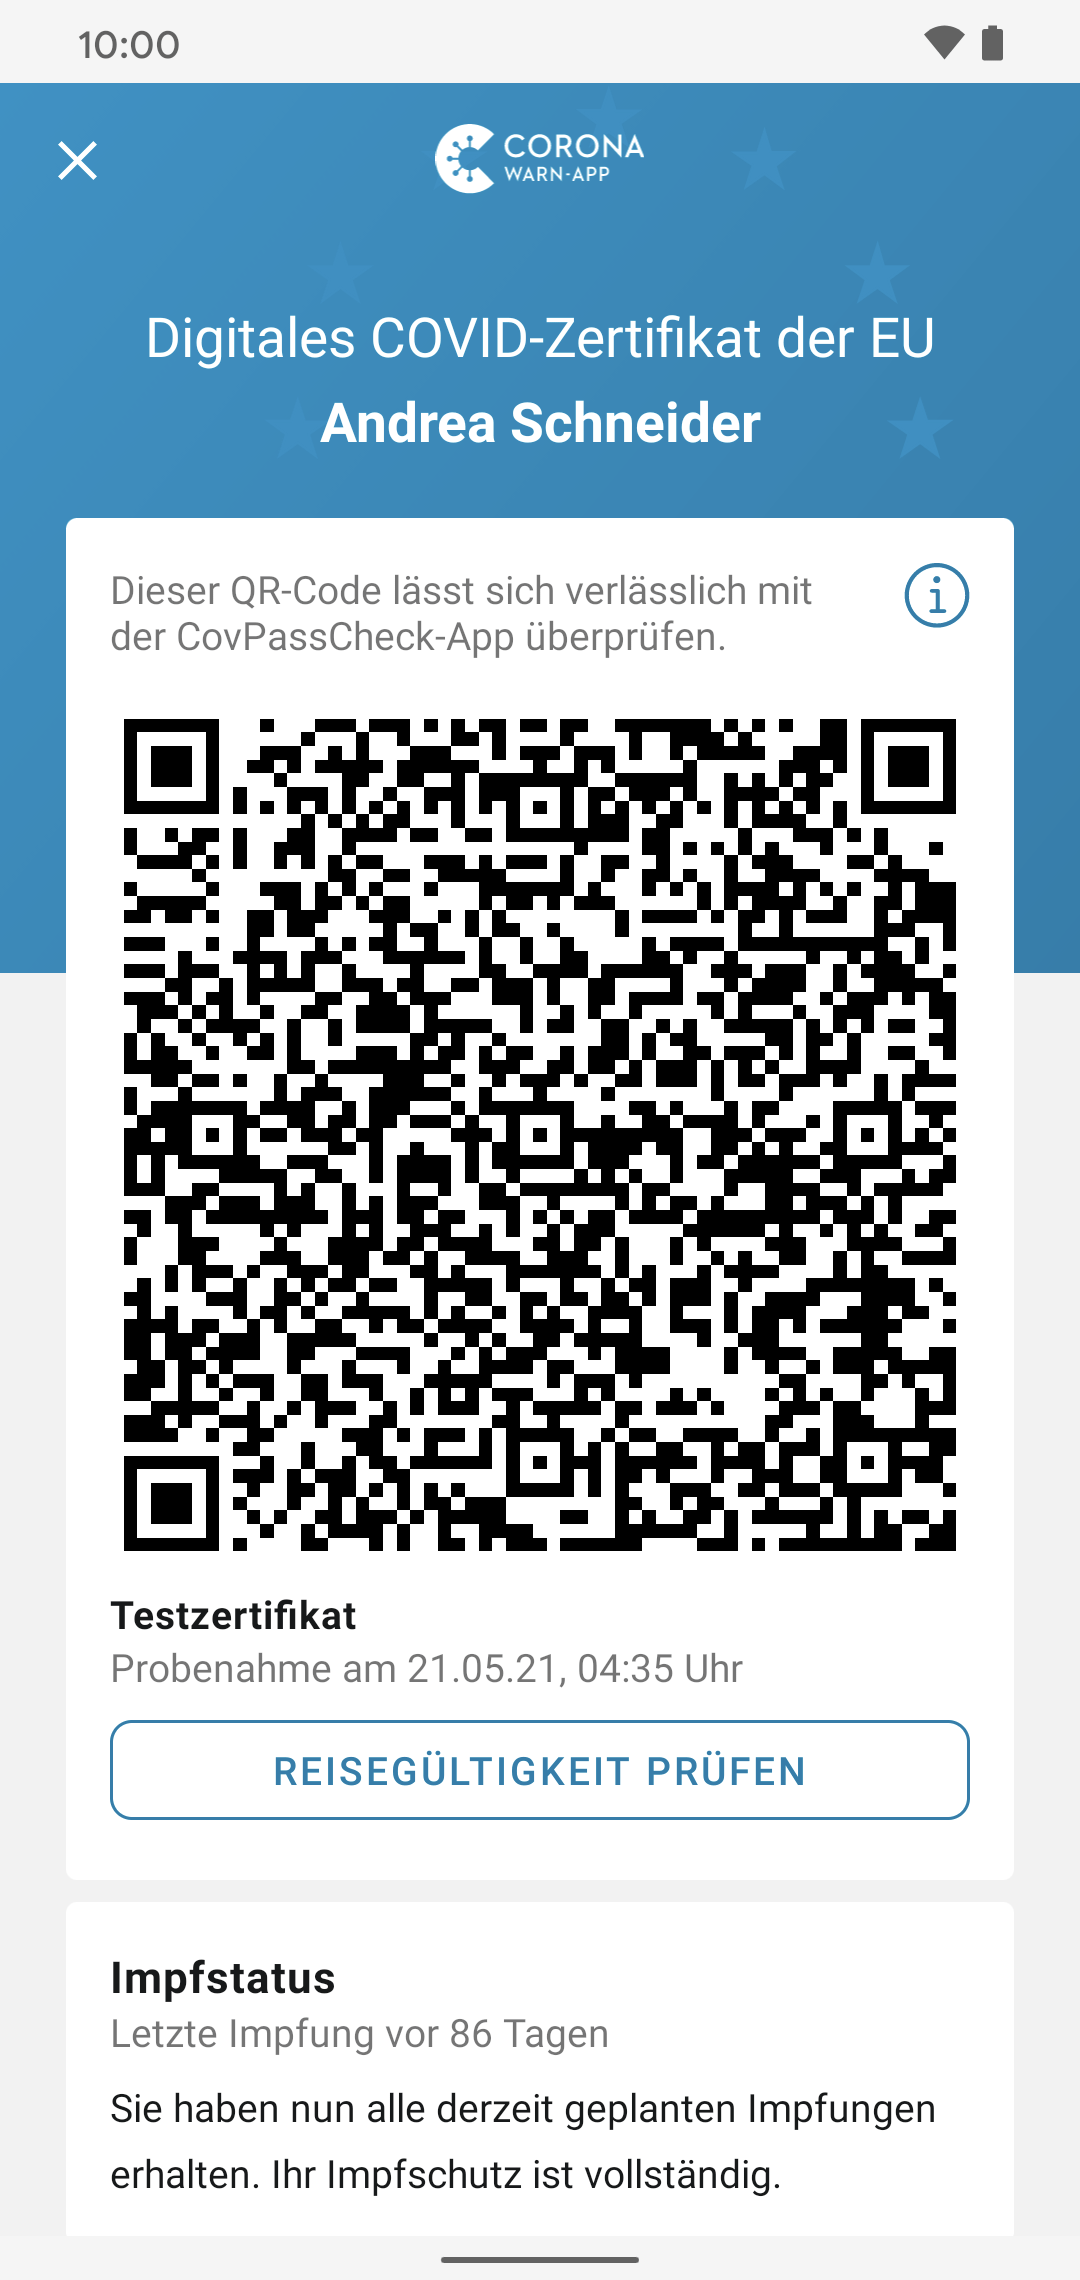 10:00
CORONA
WARN-APP
Digitales COVID-Zertifikat der EU
Andrea Schneider
Dieser QR-Code lässt sich verlässlich mit
der CovPassCheck-App überprüfen.
Testzertifikat
Probenahme am 21.05.21, 04:35 Uhr
REISEGÜLTIGKEIT PRÜFEN
Impfstatus
Letzte Impfung vor 86 Tagen
Sie haben nun alle derzeit geplanten Impfungen
erhalten. Ihr Impfschutz ist vollständig.